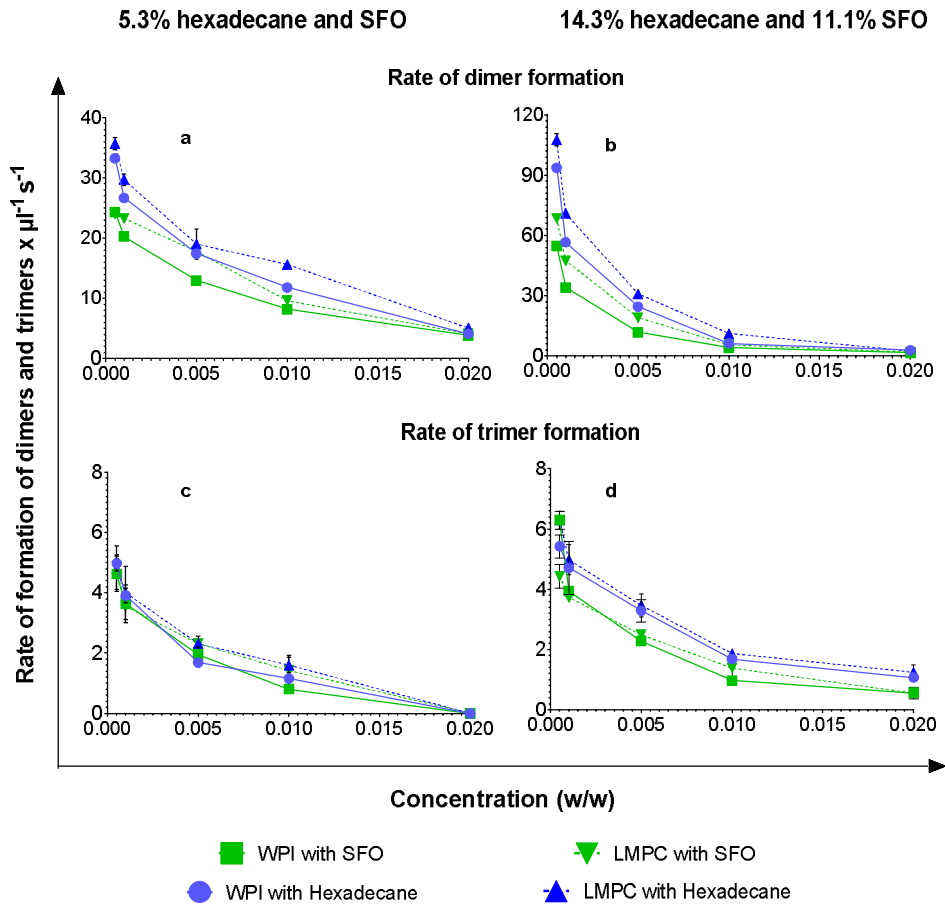 5.3% hexadecane and SFO
14.3% hexadecane and 11.1% SFO
Rate of dimer formation
Rate of formation of dimers and trimers x µl⁻¹ s⁻¹
a
40
30
20
10
0
0.000 0.005 0.010 0.015 0.020
b
120
90
60
30
0
0.000 0.005 0.010 0.015 0.020
Rate of trimer formation
c
8
6
4
2
0
0.000 0.005 0.010 0.015 0.020
d
8
6
4
2
0
0.000 0.005 0.010 0.015 0.020
Concentration (w/w)
WPI with SFO
LMPC with SFO
WPI with Hexadecane
LMPC with Hexadecane